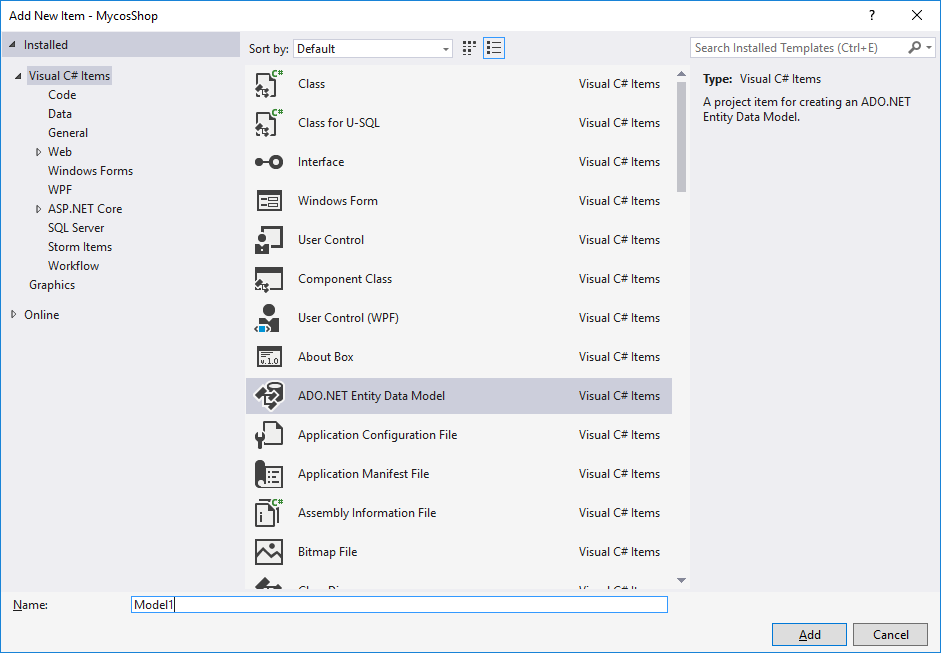 Add New Item - MycosShop
?
Installed
Visual C# Items
Code
Data
General
Web
Windows Forms
WPF
ASP.NET Core
SQL Server
Storm Items
Workflow
Graphics
Online
Sort by: Default
Class Visual C# Items
Class for U-SQL Visual C# Items
Interface Visual C# Items
Windows Form Visual C# Items
User Control Visual C# Items
Component Class Visual C# Items
User Control (WPF) Visual C# Items
About Box Visual C# Items
ADO.NET Entity Data Model Visual C# Items
Application Configuration File Visual C# Items
Application Manifest File Visual C# Items
Assembly Information File Visual C# Items
Bitmap File Visual C# Items
Search Installed Templates (Ctrl+E)
Type: Visual C# Items
A project item for creating an ADO.NET
Entity Data Model.
Name: Model1
Add Cancel